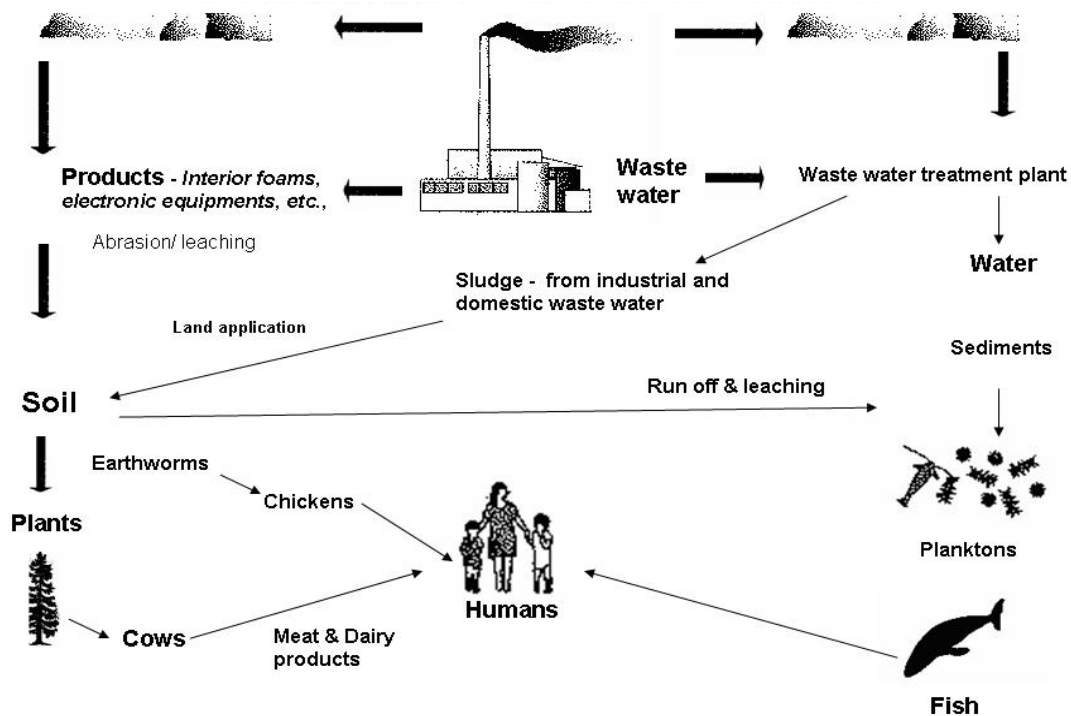 Products - Interior foams,
electronic equipments, etc.,
Waste
water
Waste water treatment plant
Abrasion/ leaching
Water
Sludge - from industrial and
domestic waste water
Land application
Sediments
Soil
Run off & leaching
Earthworms
Chickens
Plants
Planktons
Humans
Cows
Meat & Dairy
products
Fish